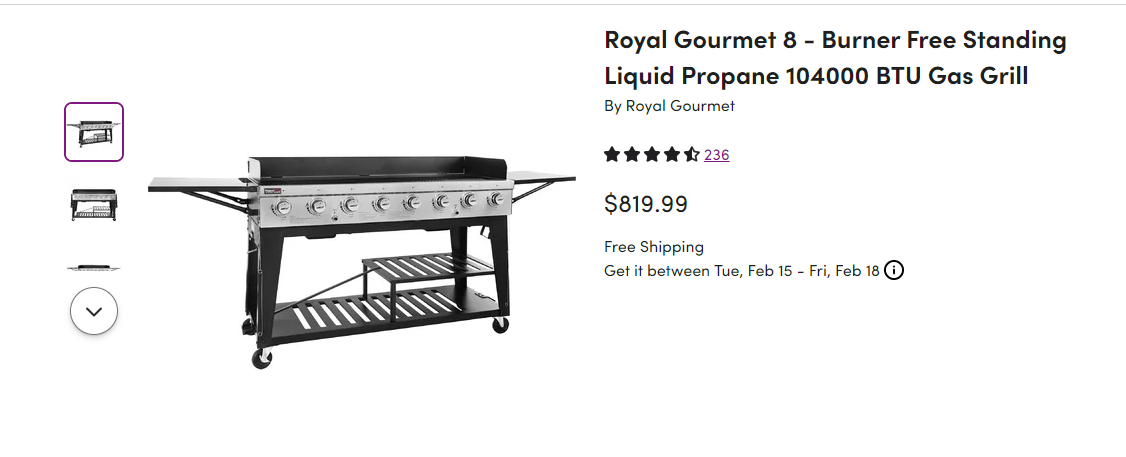 Royal Gourmet 8 - Burner Free Standing
Liquid Propane 104000 BTU Gas Grill
By Royal Gourmet
236
$819.99
Free Shipping
Get it between Tue, Feb 15 - Fri, Feb 18